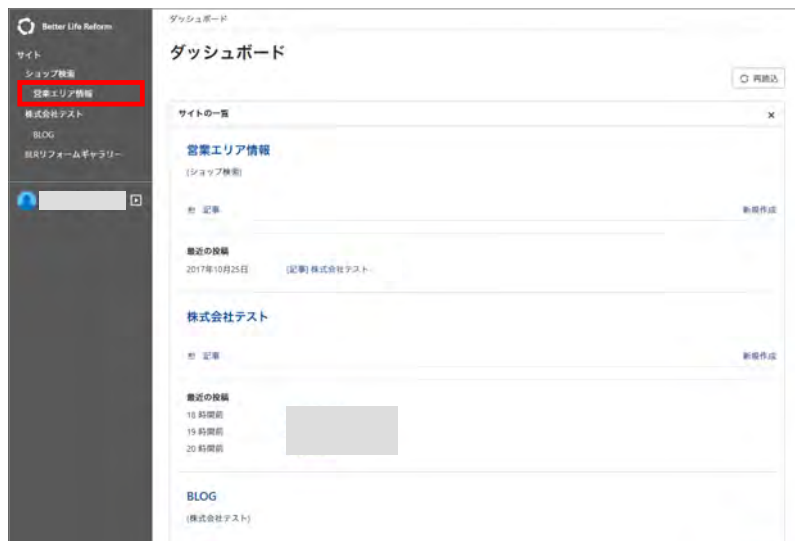 Better Life Reform
サイト
ショップ検索
営業エリア情報
株式会社テスト
BLOG
BLRリフォームギャラリー
ダッシュボード
ダッシュボード
再読込
サイトの一覧
×
営業エリア情報
(ショップ検索)
記事
新規作成
最近の投稿
2017年10月25日 [記事] 株式会社テスト
株式会社テスト
記事
新規作成
最近の投稿
18 時間前
19 時間前
20 時間前
BLOG
(株式会社テスト)